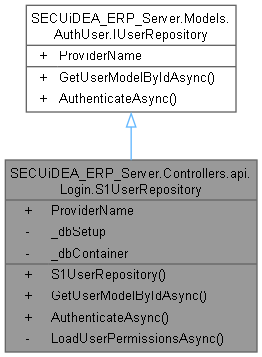 SECUiDEA_ERP_Server.Models.
AuthUser.IUserRepository
+ ProviderName
+ GetUserModelByIdAsync()
+ AuthenticateAsync()
SECUiDEA_ERP_Server.Controllers.api.
Login.S1UserRepository
+ ProviderName
- _dbSetup
- _dbContainer
+ S1UserRepository()
+ GetUserModelByIdAsync()
+ AuthenticateAsync()
- LoadUserPermissionsAsync()